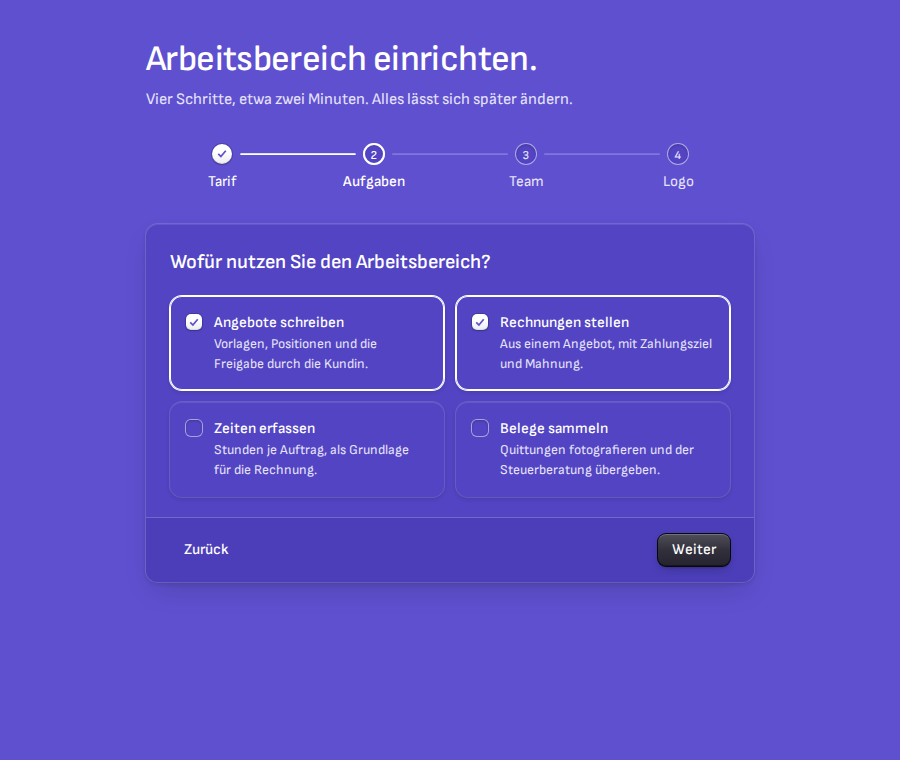 Arbeitsbereich einrichten.
Vier Schritte, etwa zwei Minuten. Alles lässt sich später ändern.
2
3
4
Tarif
Aufgaben
Team
Logo
Wofür nutzen Sie den Arbeitsbereich?
Angebote schreiben
Vorlagen, Positionen und die
Freigabe durch die Kundin.
Rechnungen stellen
Aus einem Angebot, mit Zahlungsziel
und Mahnung.
Zeiten erfassen
Stunden je Auftrag, als Grundlage
für die Rechnung.
Belege sammeln
Quittungen fotografieren und der
Steuerberatung übergeben.
Zurück
Weiter